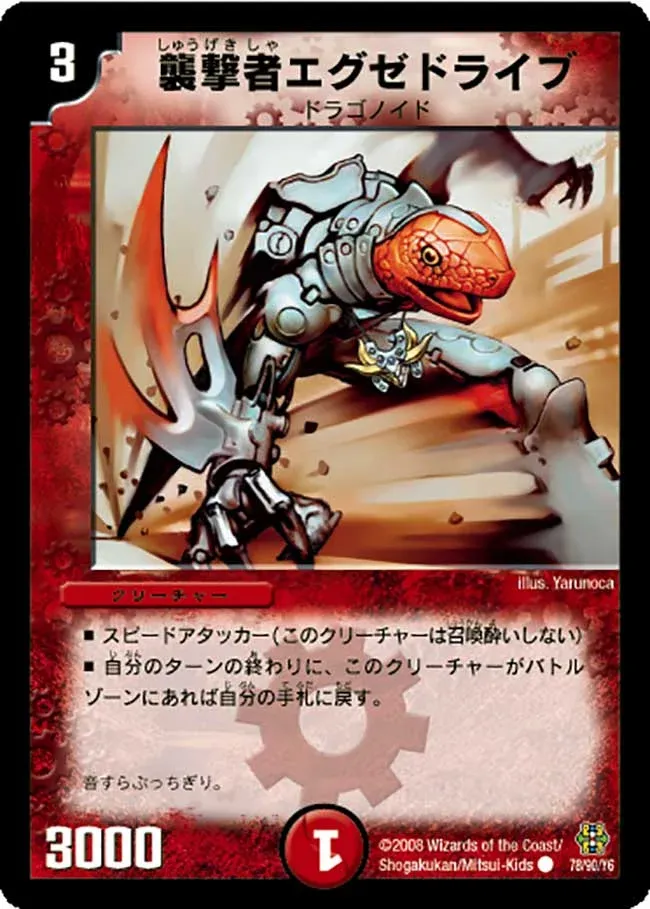 3
しゅうげきしゃ
襲撃者エグゼドライブ
ドラゴノイド
illus. Yarunoca
クリーチャー
■ スピードアタッカー(このクリーチャーは召喚酔いしない)
■ 自分のターンの終わりに、このクリーチャーがバトル
ゾーンにあれば自分の手札に戻す。
音すらぶっちぎり。
3000
1
©2008 Wizards of the Coast/
Shogakukan/Mitsui-Kids
78/90/Y6